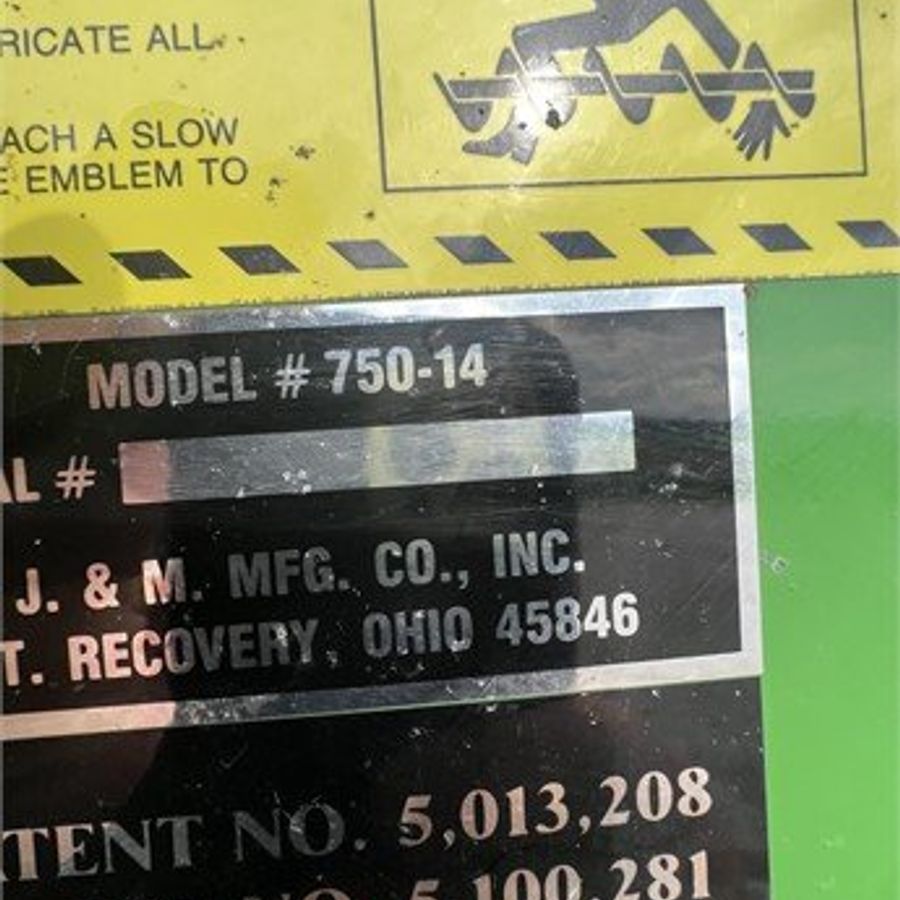 RICATE ALL
ACH A SLOW
E EMBLEM TO
MODEL # 750-14
AL #
J. & M. MFG. CO., INC.
T. RECOVERY, OHIO 45846
TENT NO. 5,013,208
NO. 5,100,281